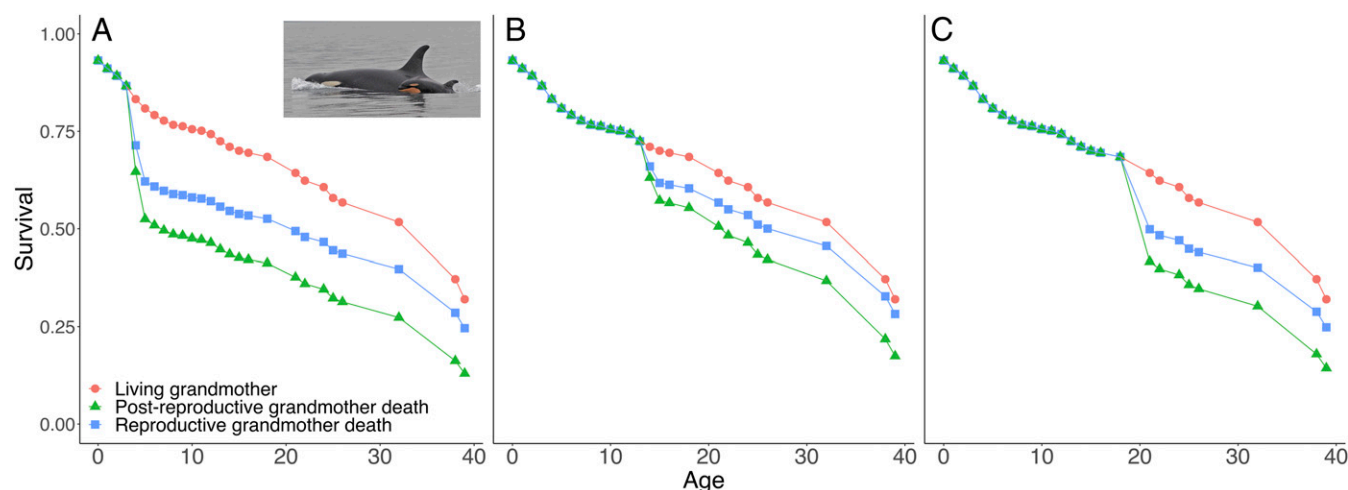 A
B
C
1.00
0.75
0.50
0.25
0.00
Survival
Living grandmother
Post-reproductive grandmother death
Reproductive grandmother death
0 10 20 30 40
0 10 20 30 40
0 10 20 30 40
Age